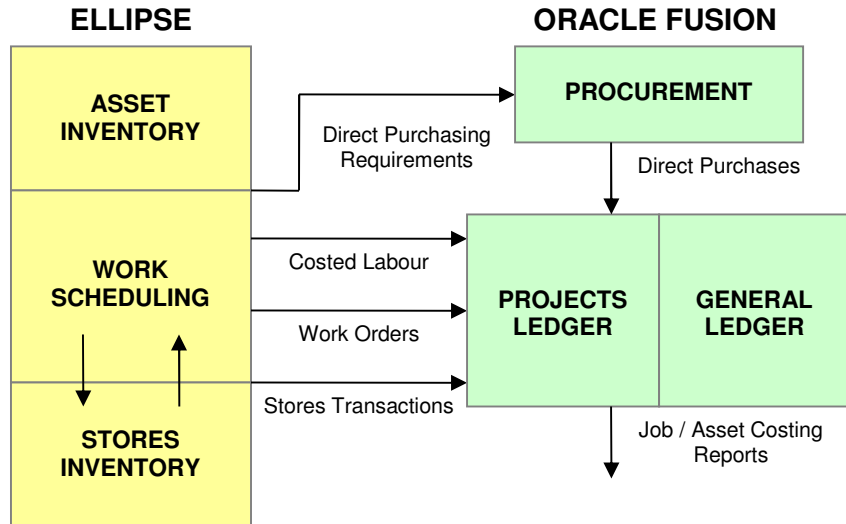 ELLIPSE
ORACLE FUSION
ASSET
INVENTORY
PROCUREMENT
Direct Purchasing
Requirements
Direct Purchases
WORK
SCHEDULING
Costed Labour
Work Orders
PROJECTS
LEDGER
GENERAL
LEDGER
Stores Transactions
STORES
INVENTORY
Job / Asset Costing
Reports